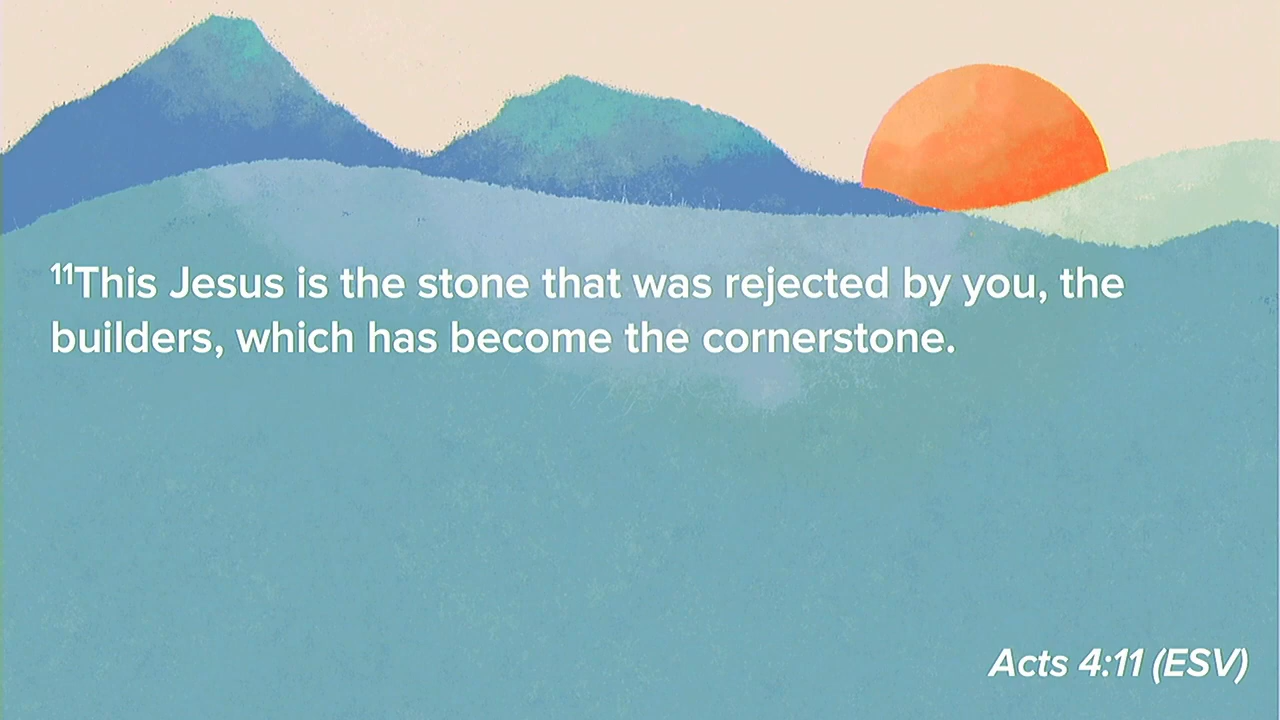 ¹¹This Jesus is the stone that was rejected by you, the
builders, which has become the cornerstone.
Acts 4:11 (ESV)